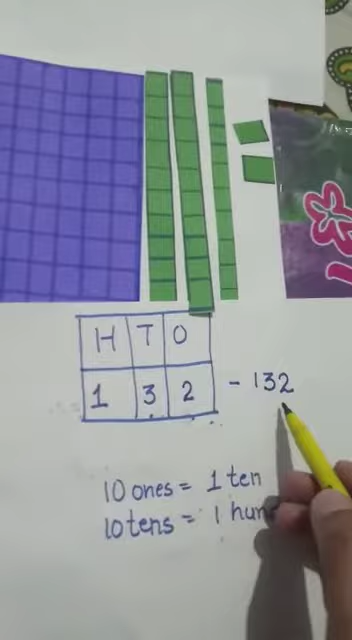 H T O
1 3 2 - 132
10 ones = 1 ten
10 tens = 1